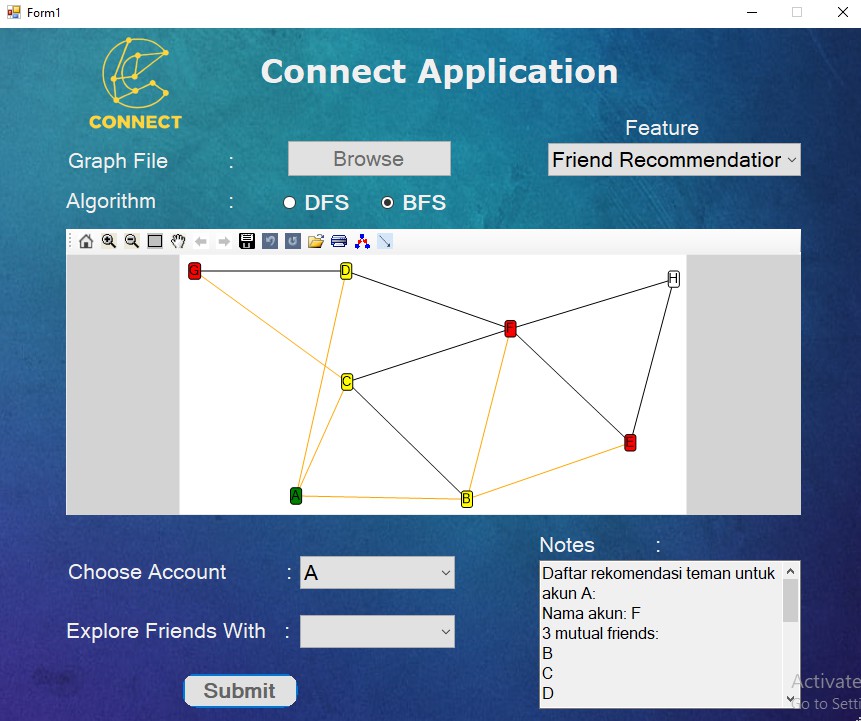 Form1
CONNECT
Connect Application
Feature
Graph File :
Browse
Friend Recommendation
Algorithm :
DFS
BFS
G
D
H
F
C
E
A
B
Notes :
Choose Account :
A
Daftar rekomendasi teman untuk
akun A:
Nama akun: F
3 mutual friends:
B
C
D
Explore Friends With :
Submit
Activate
Go to Setti